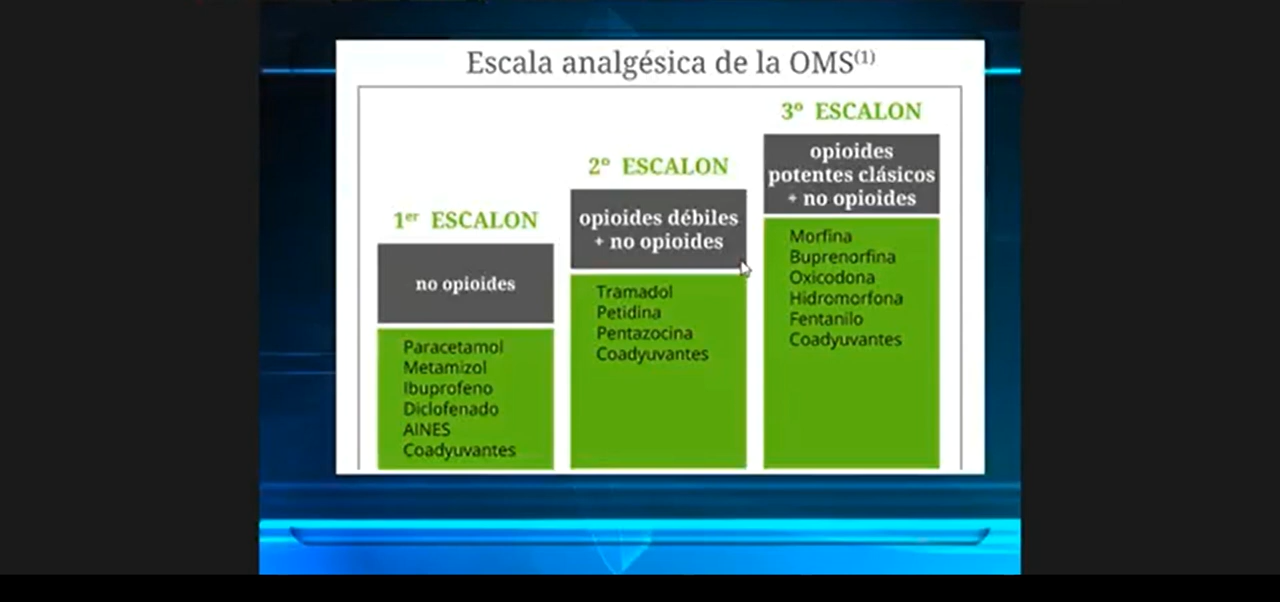 Escala analgésica de la OMS(1)
1er ESCALON
no opioides
Paracetamol
Metamizol
Ibuprofeno
Diclofenado
AINES
Coadyuvantes
2º ESCALON
opioides débiles
+ no opioides
Tramadol
Petidina
Pentazocina
Coadyuvantes
3º ESCALON
opioides
potentes clásicos
+ no opioides
Morfina
Buprenorfina
Oxicodona
Hidromorfona
Fentanilo
Coadyuvantes